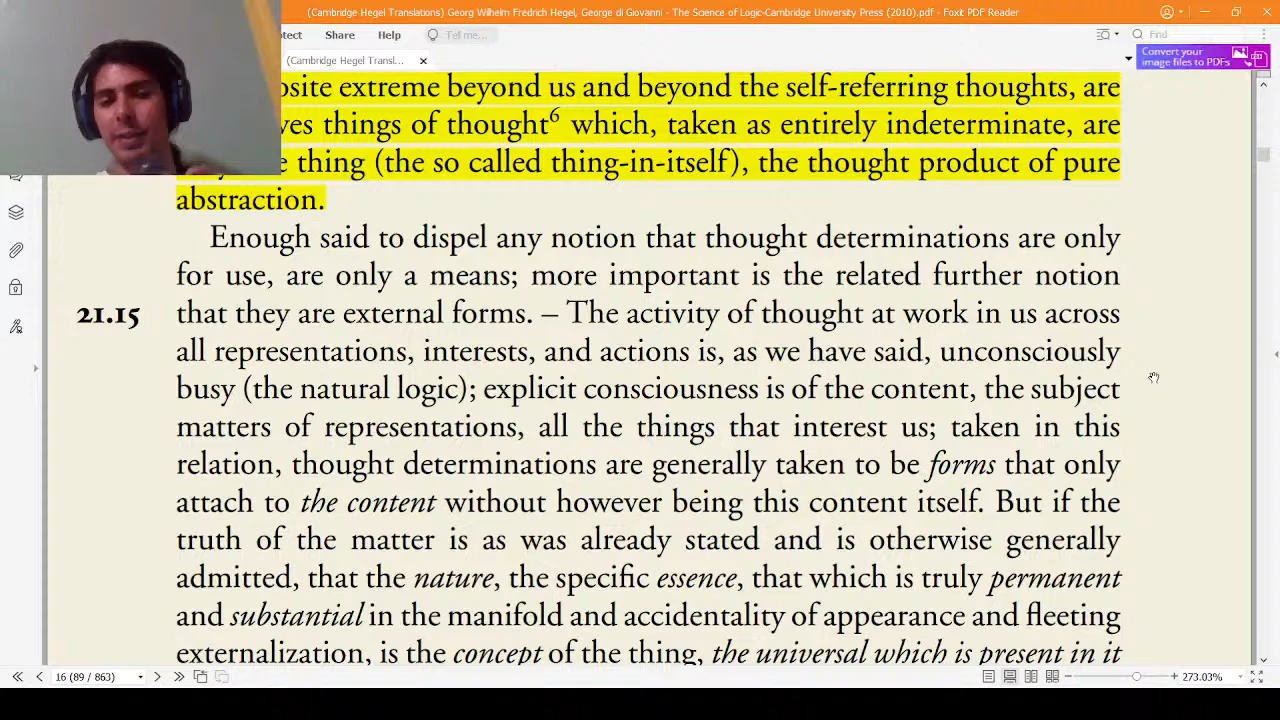 (Cambridge Hegel Translations) Georg Wilhelm Fredrich Hegel, George di Giovanni - The Science of Logic-Cambridge University Press (2010).pdf - Foxit PDF Reader
Share Help Tell me... Find
(Cambridge Hegel Transl...
Convert your
image files to PDFs
osite extreme beyond us and beyond the self-referring thoughts, are
ves things of thought6 which, taken as entirely indeterminate, are
thing (the so called thing-in-itself), the thought product of pure
abstraction.
Enough said to dispel any notion that thought determinations are only
for use, are only a means; more important is the related further notion
21.15 that they are external forms. – The activity of thought at work in us across
all representations, interests, and actions is, as we have said, unconsciously
busy (the natural logic); explicit consciousness is of the content, the subject
matters of representations, all the things that interest us; taken in this
relation, thought determinations are generally taken to be forms that only
attach to the content without however being this content itself. But if the
truth of the matter is as was already stated and is otherwise generally
admitted, that the nature, the specific essence, that which is truly permanent
and substantial in the manifold and accidentality of appearance and fleeting
externalization, is the concept of the thing, the universal which is present in it
16 (89 / 863) 273.03%